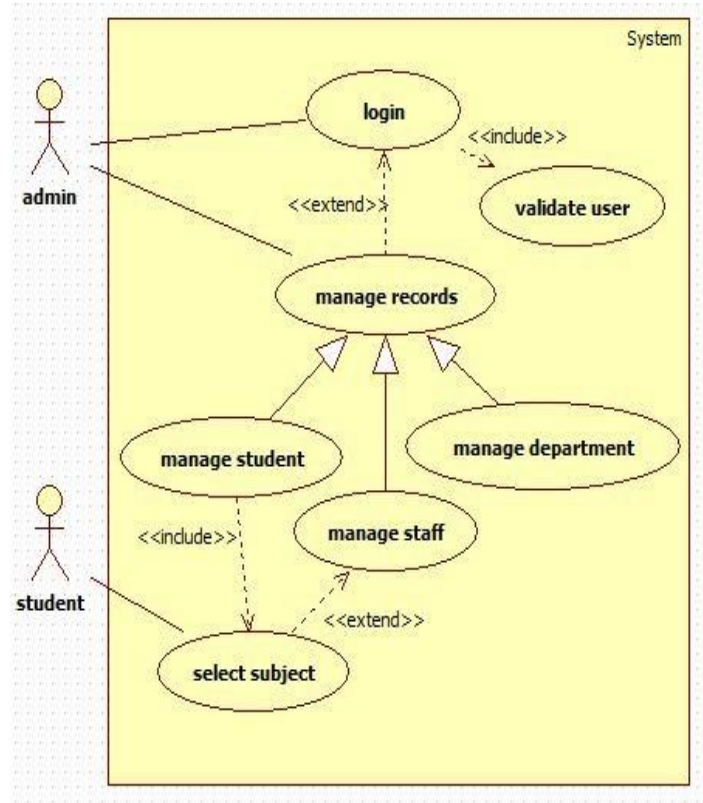 System
login
<<include>>
admin
<<extend>>
validate user
manage records
manage student
manage department
<<include>>
manage staff
student
<<extend>>
select subject